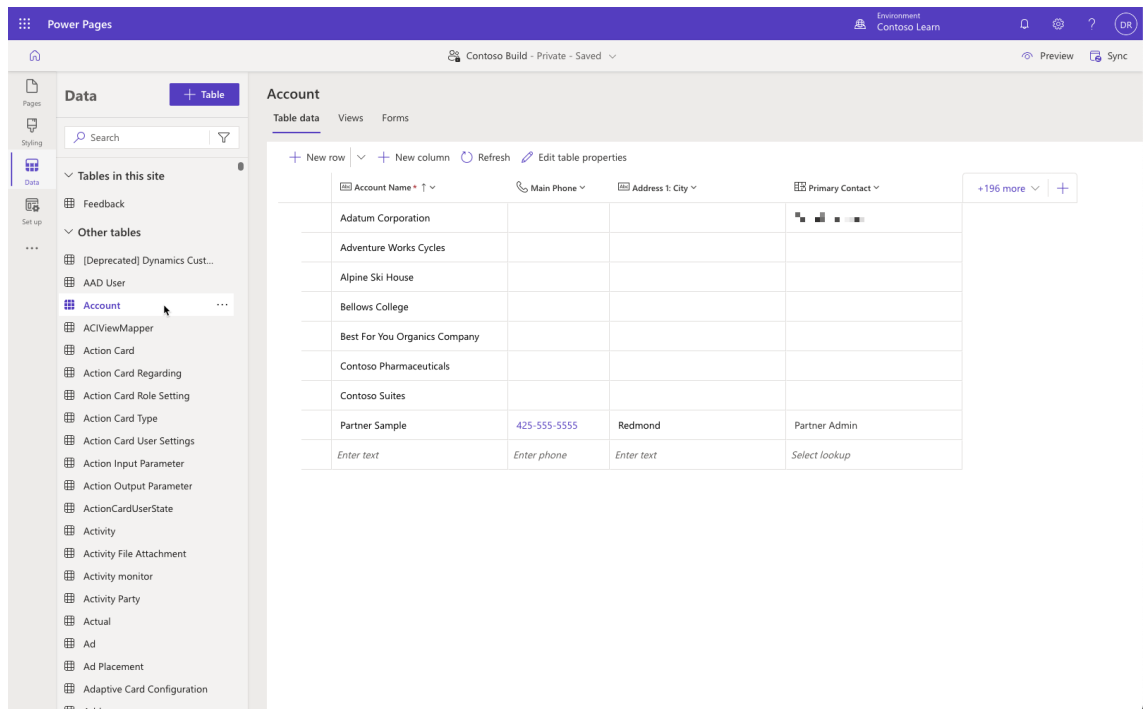 Power Pages
Environment
Contoso Learn
DR
Contoso Build - Private - Saved
Preview
Sync
Pages
Styling
Data
Set up
Data
+ Table
Search
Tables in this site
Feedback
Other tables
[Deprecated] Dynamics Cust...
AAD User
Account
ACIViewMapper
Action Card
Action Card Regarding
Action Card Role Setting
Action Card Type
Action Card User Settings
Action Input Parameter
Action Output Parameter
ActionCardUserState
Activity
Activity File Attachment
Activity monitor
Activity Party
Actual
Ad
Ad Placement
Adaptive Card Configuration
Account
Table data Views Forms
+ New row + New column Refresh Edit table properties
Abc Account Name * ↑ Main Phone Abc Address 1: City Primary Contact +196 more +
Adatum Corporation
Adventure Works Cycles
Alpine Ski House
Bellows College
Best For You Organics Company
Contoso Pharmaceuticals
Contoso Suites
Partner Sample 425-555-5555 Redmond Partner Admin
Enter text Enter phone Enter text Select lookup